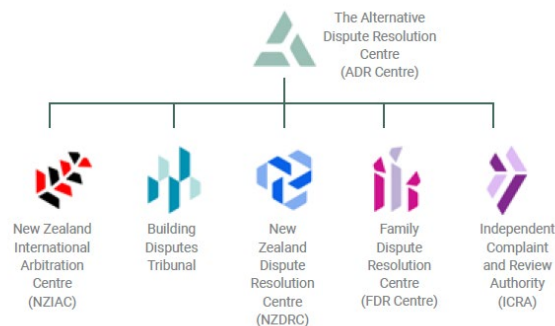 The Alternative
Dispute Resolution
Centre
(ADR Centre)
New Zealand
International
Arbitration
Centre
(NZIAC)
Building
Disputes
Tribunal
New
Zealand
Dispute
Resolution
Centre
(NZDRC)
Family
Dispute
Resolution
Centre
(FDR Centre)
Independent
Complaint
and Review
Authority
(ICRA)